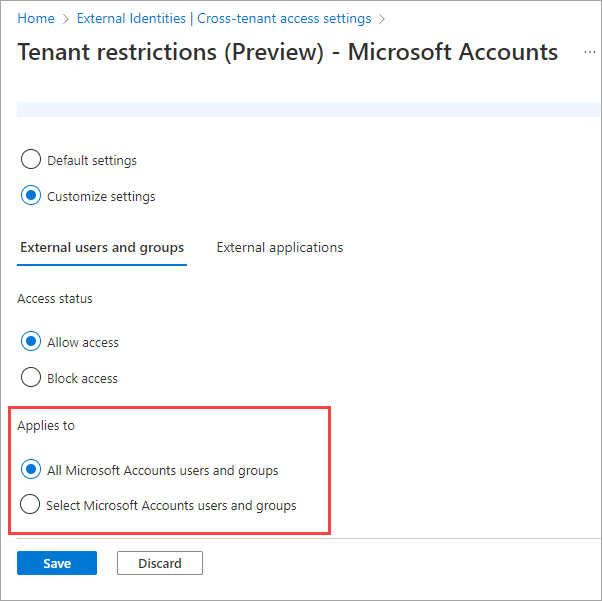 Home > External Identities | Cross-tenant access settings >
Tenant restrictions (Preview) - Microsoft Accounts ...
Default settings
Customize settings
External users and groups External applications
Access status
Allow access
Block access
Applies to
All Microsoft Accounts users and groups
Select Microsoft Accounts users and groups
Save Discard